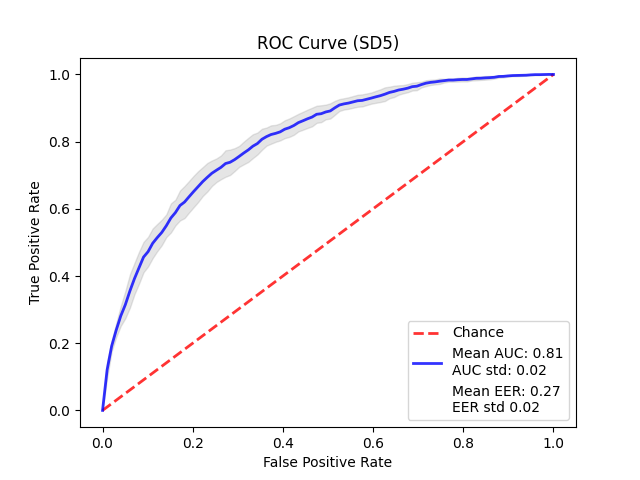 ROC Curve (SD5)
True Positive Rate
1.0
0.8
0.6
0.4
0.2
0.0
Chance
Mean AUC: 0.81
AUC std: 0.02
Mean EER: 0.27
EER std 0.02
0.0 0.2 0.4 0.6 0.8 1.0
False Positive Rate